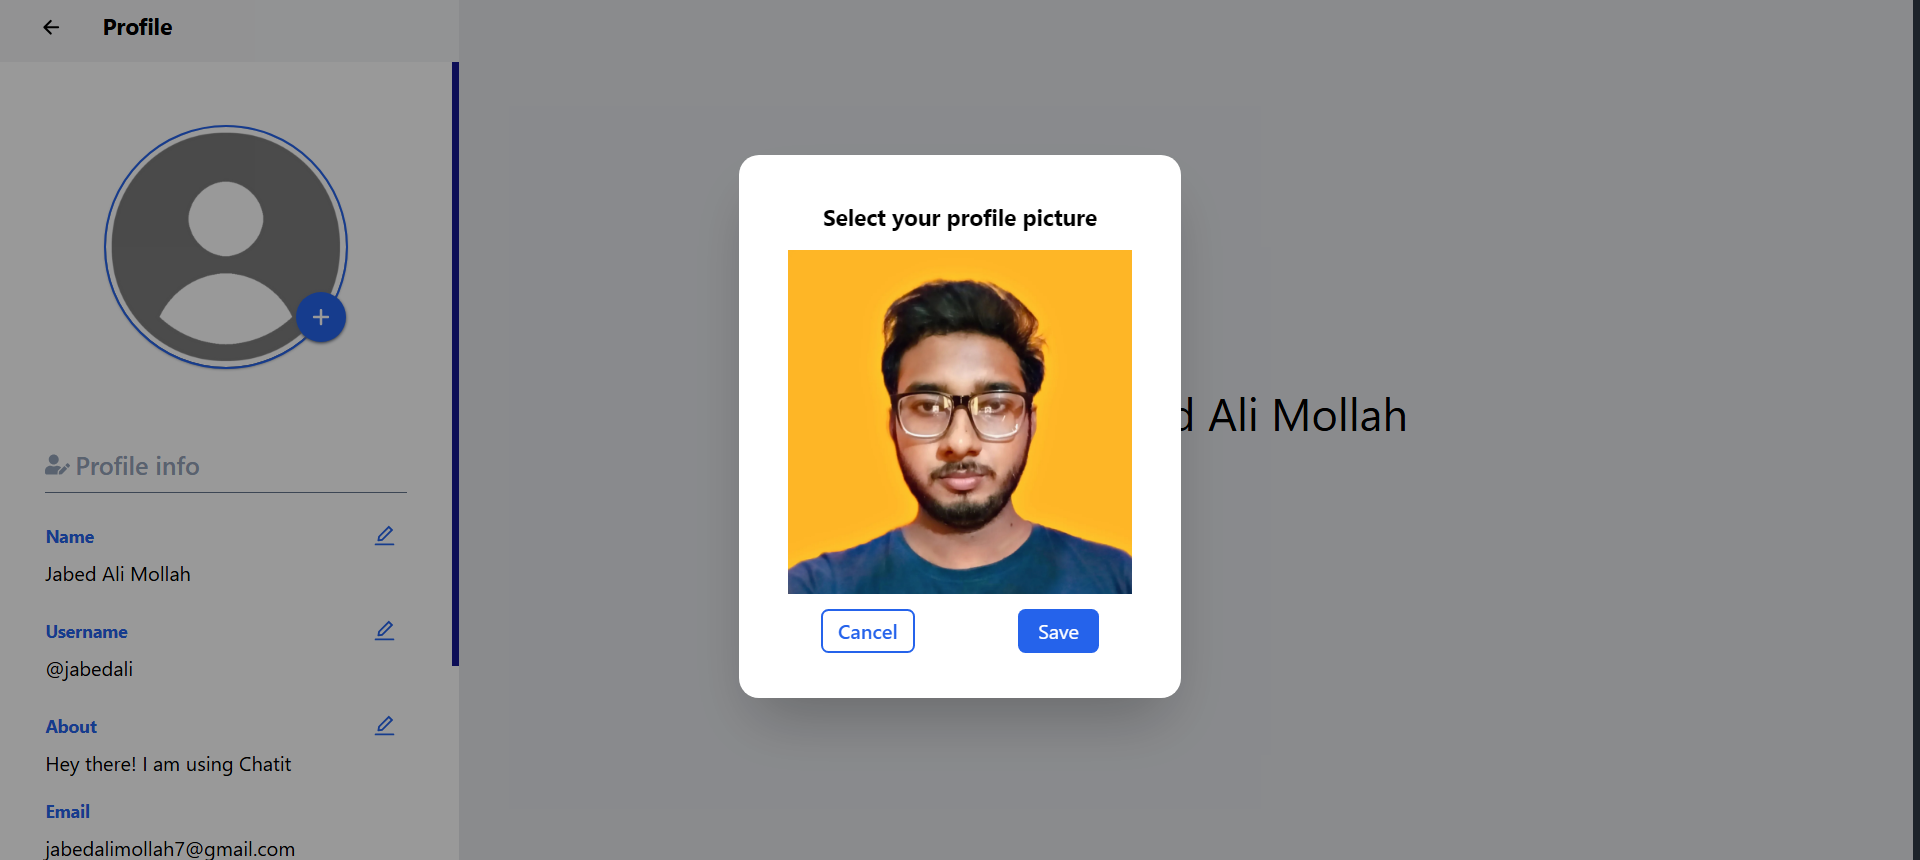 Profile
Profile info
Name
Jabed Ali Mollah
Username
@jabedali
About
Hey there! I am using Chatit
Email
jabedalimollah7@gmail.com
Select your profile picture
Cancel
Save
Ali Mollah